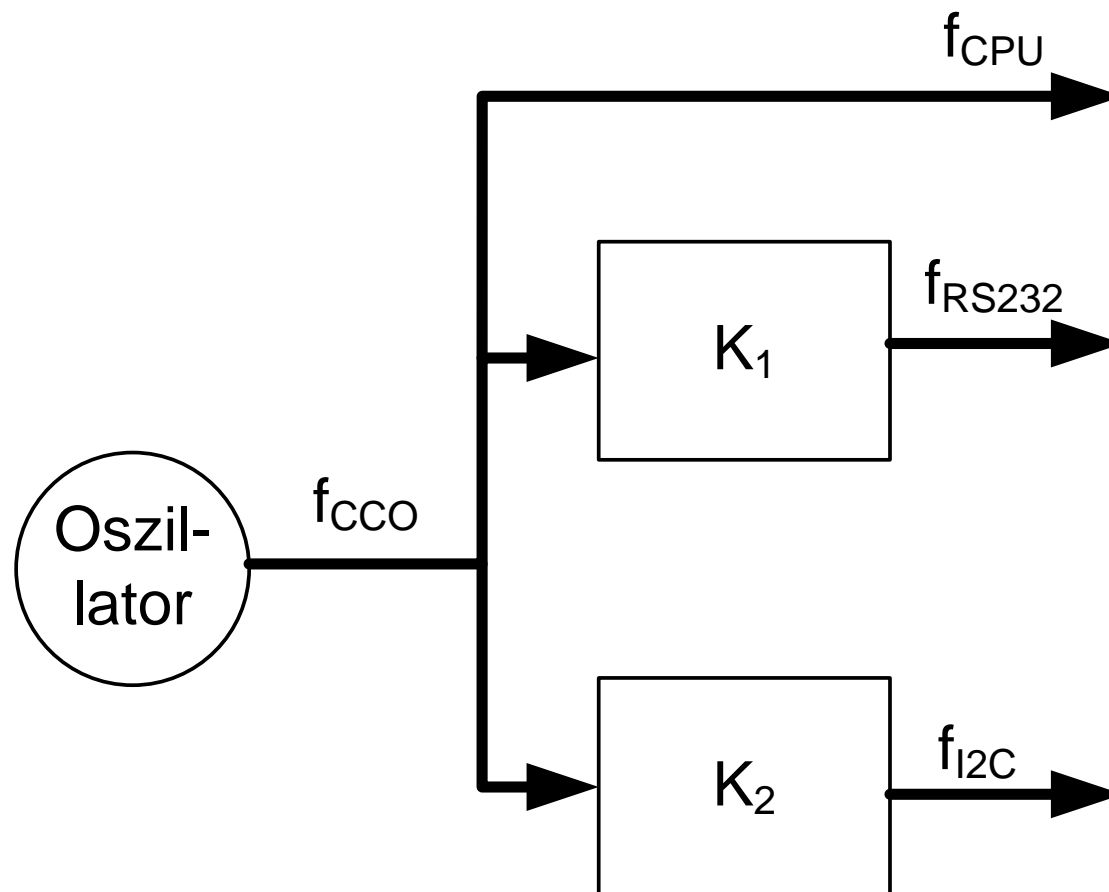 f_CPU
f_RS232
K_1
f_CCO
Oszil-
lator
f_I2C
K_2